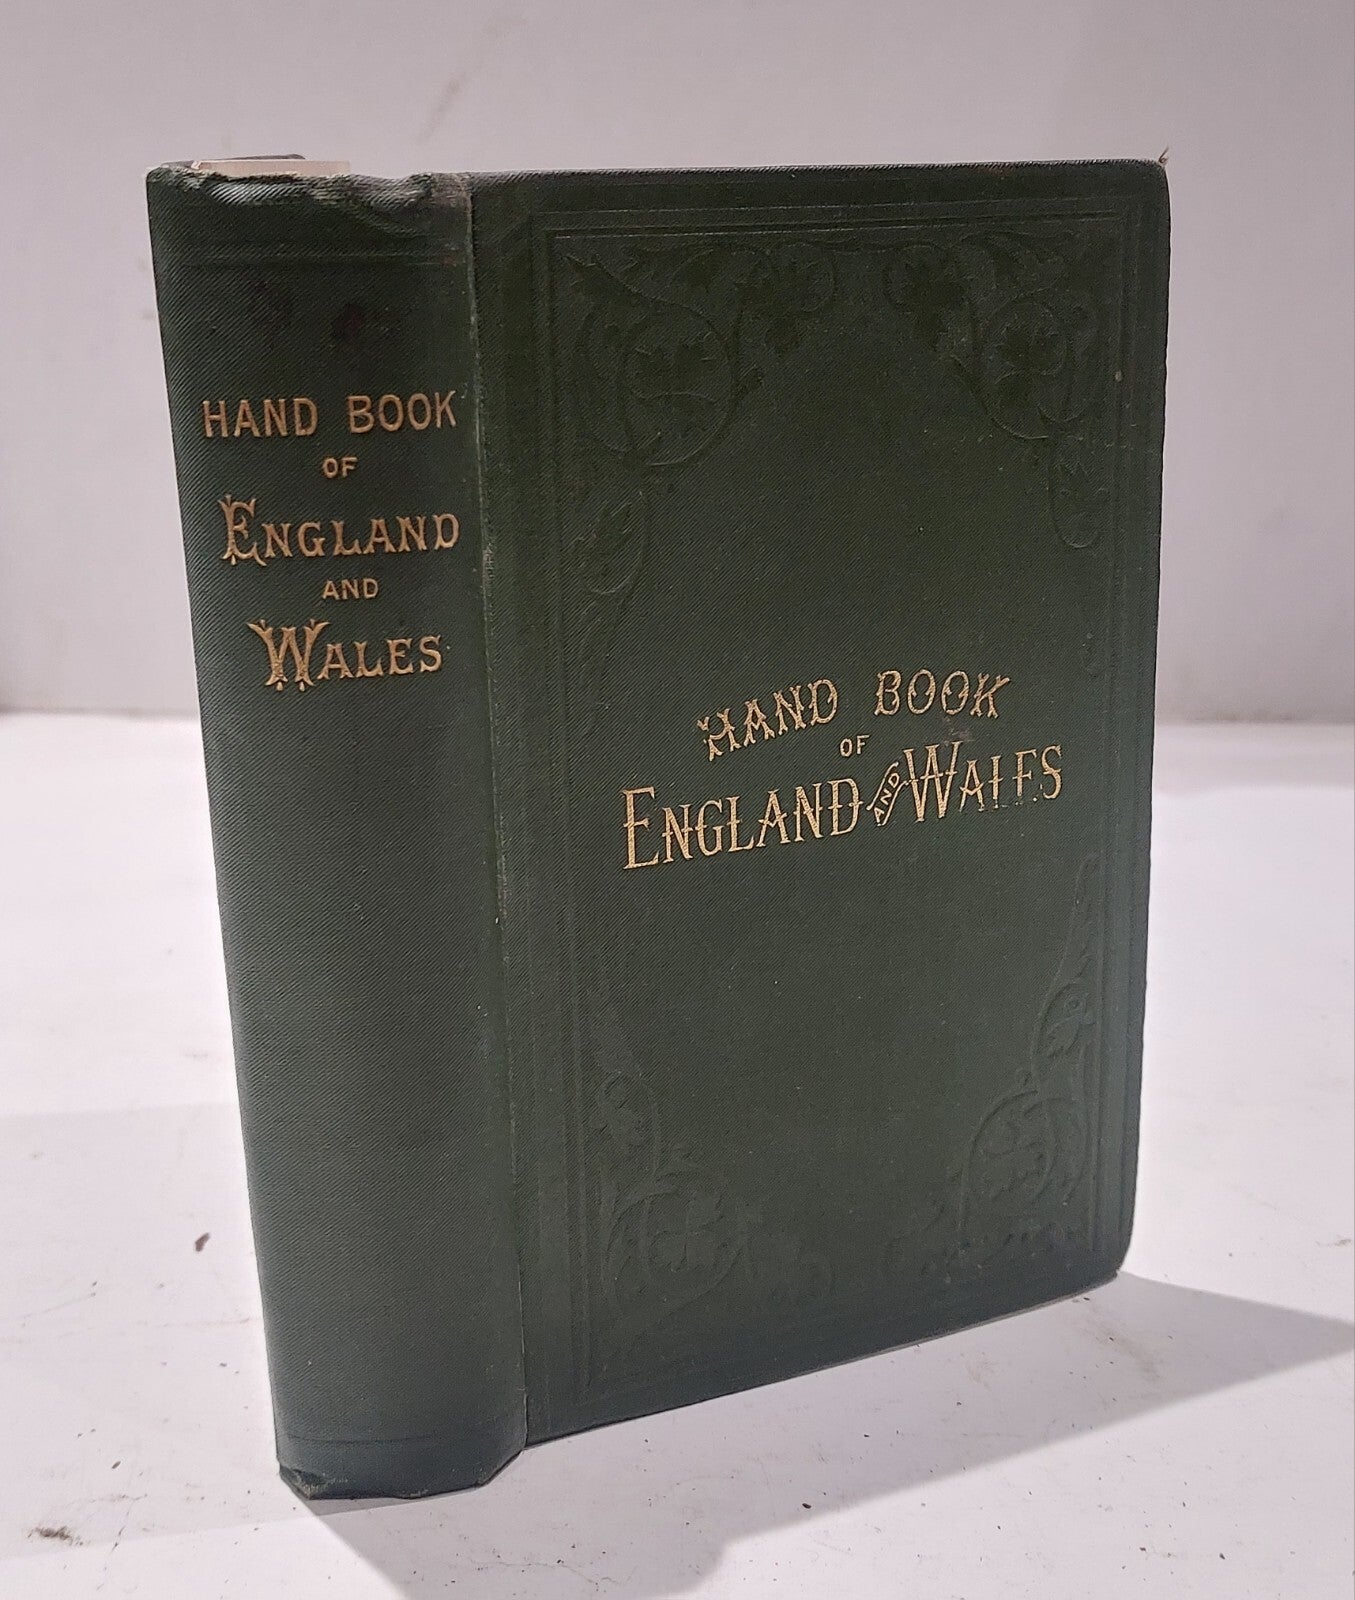 HAND BOOK
OF
ENGLAND
AND
WALES
HAND BOOK
OF
ENGLAND AND WALES